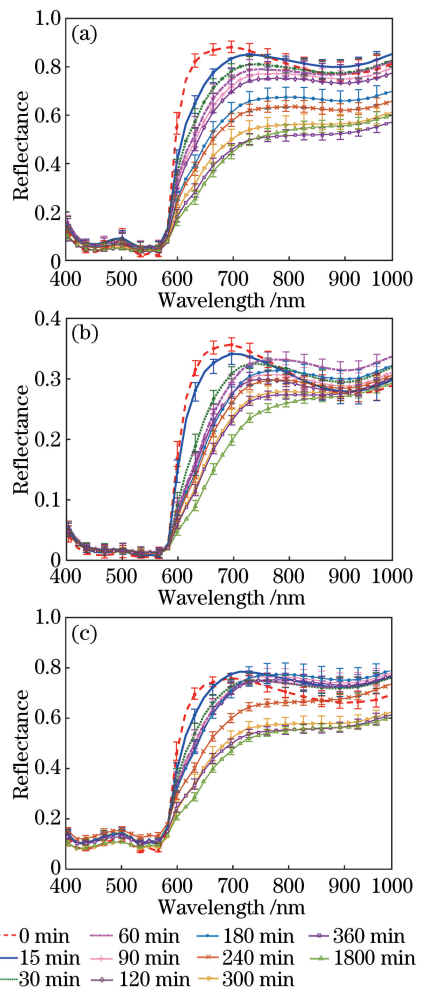 (a)
1.0
0.8
0.6
0.4
0.2
0
Reflectance
400 500 600 700 800 900 1000
Wavelength /nm
(b)
0.4
0.3
0.2
0.1
0
Reflectance
400 500 600 700 800 900 1000
Wavelength /nm
(c)
1.0
0.8
0.6
0.4
0.2
0
Reflectance
400 500 600 700 800 900 1000
Wavelength /nm
0 min 60 min 180 min 360 min
15 min 90 min 240 min 1800 min
30 min 120 min 300 min